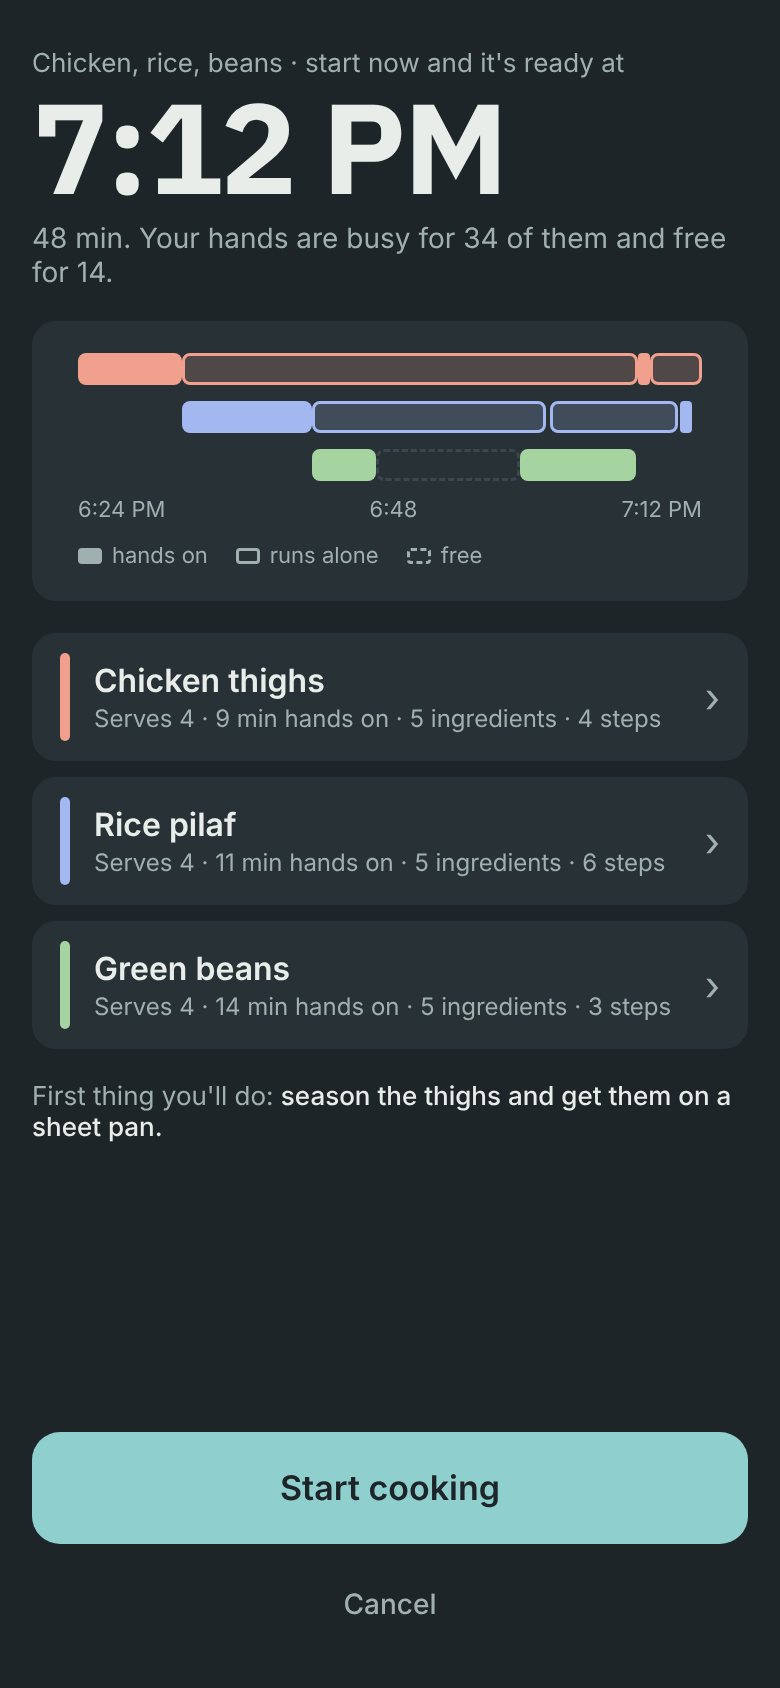 Chicken, rice, beans · start now and it's ready at
7:12 PM
48 min. Your hands are busy for 34 of them and free
for 14.
6:24 PM 6:48 7:12 PM
hands on runs alone free
Chicken thighs
Serves 4 · 9 min hands on · 5 ingredients · 4 steps
Rice pilaf
Serves 4 · 11 min hands on · 5 ingredients · 6 steps
Green beans
Serves 4 · 14 min hands on · 5 ingredients · 3 steps
First thing you'll do: season the thighs and get them on a
sheet pan.
Start cooking
Cancel